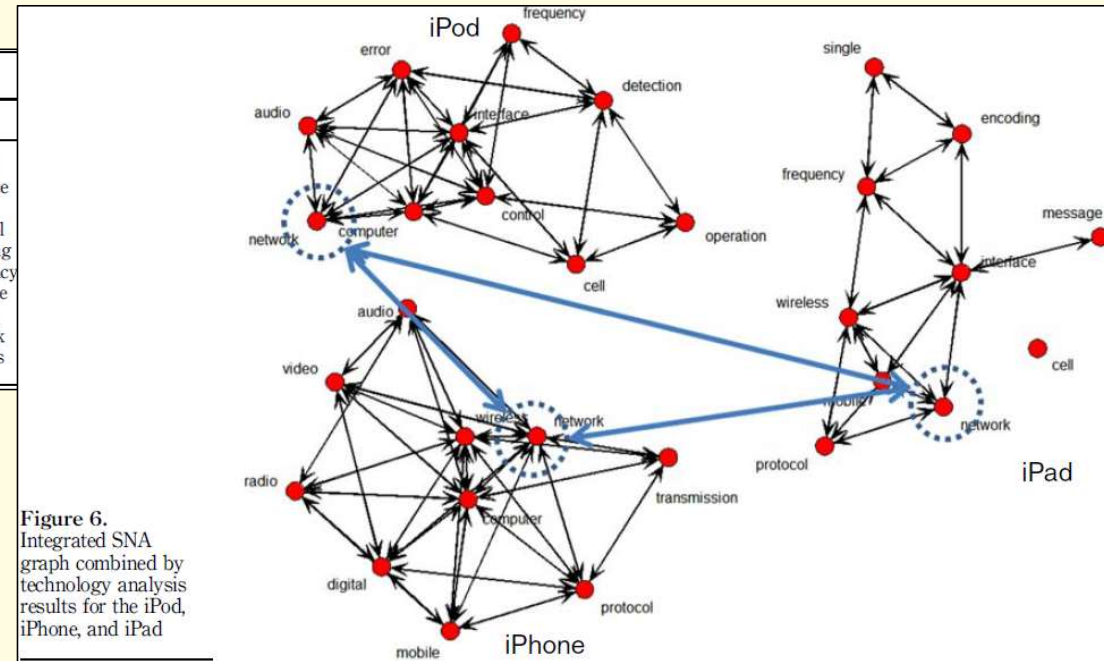 iPod
frequency
error
detection
audio
interface
control
computer
network
operation
cell
single
encoding
frequency
message
interface
wireless
cell
mobile
network
protocol
iPad
audio
video
wireless
network
radio
transmission
computer
digital
protocol
mobile
iPhone
Figure 6.
Integrated SNA
graph combined by
technology analysis
results for the iPod,
iPhone, and iPad